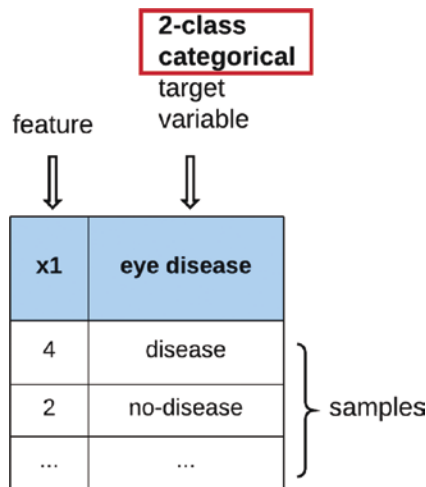 2-class
categorical
target
variable
feature
x1 eye disease
4 disease
2 no-disease
... ...
samples